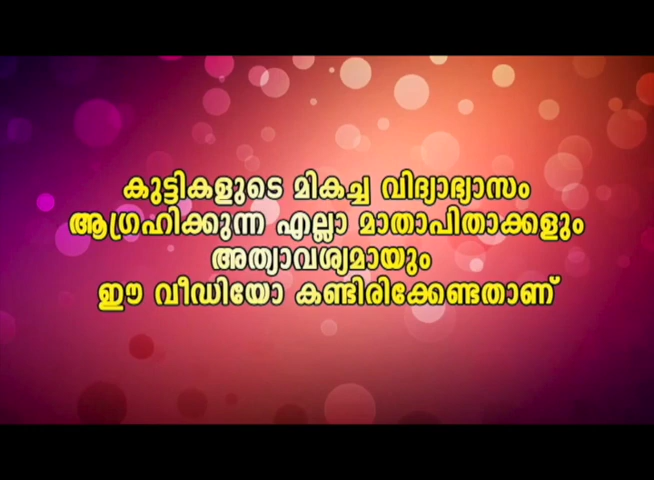 കുട്ടികളുടെ മികച്ച വിദ്യാഭ്യാസം
ആഗ്രഹിക്കുന്ന എല്ലാ മാതാപിതാക്കളും
അത്യാവശ്യമായും
ഈ വീഡിയോ കണ്ടിരിക്കേണ്ടതാണ്